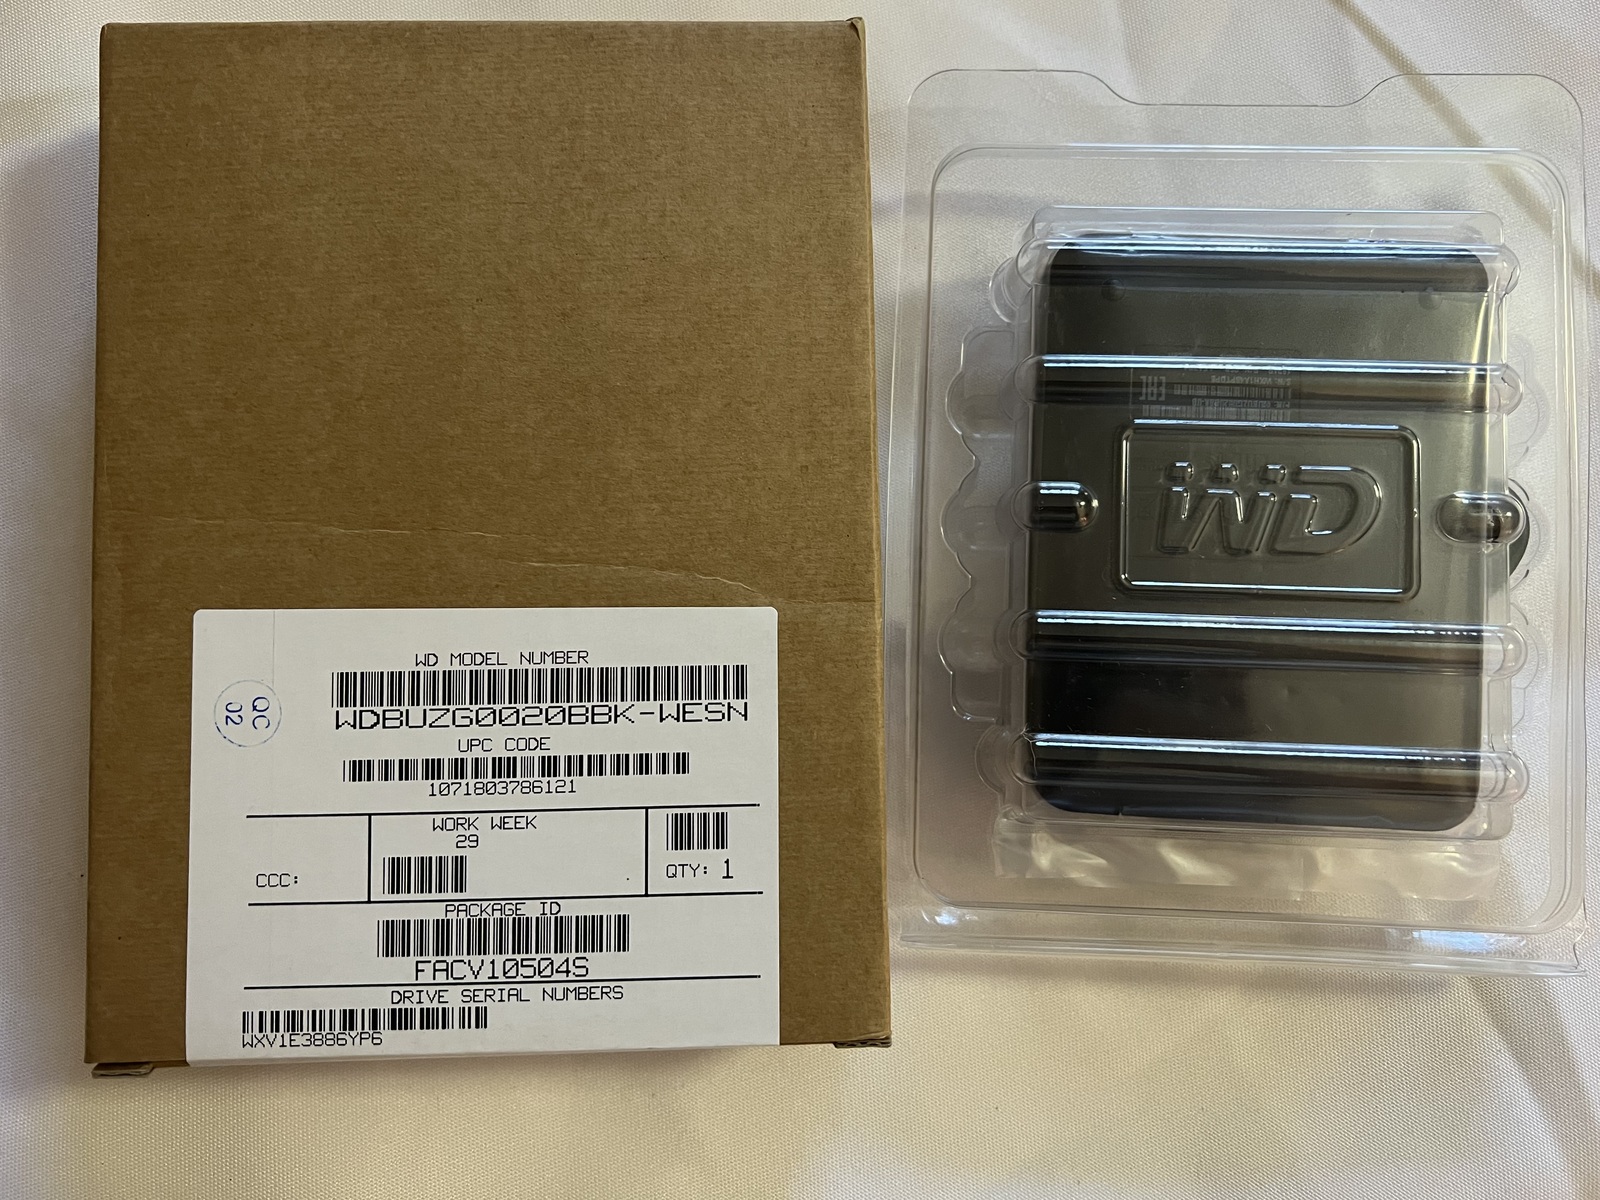 WD MODEL NUMBER
WDBUZG0020BBK-WESN
UPC CODE
1071803786121
QC
02
WORK WEEK
29
CCC:
QTY: 1
PACKAGE ID
FACV10504S
DRIVE SERIAL NUMBERS
WXV1E3886YP6
WD
EAC